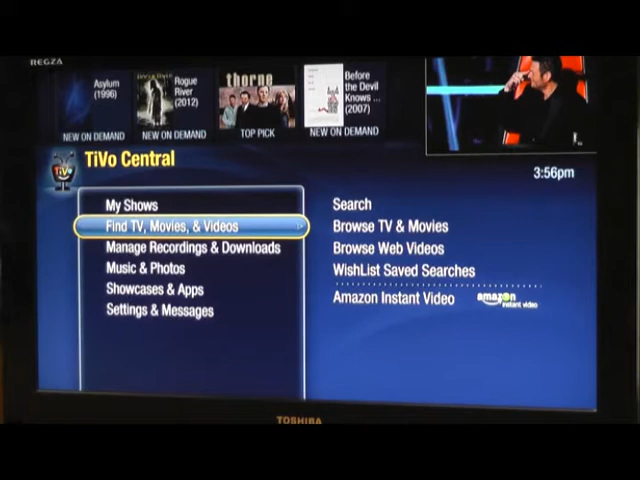 REGZA
Asylum
(1996)
NEW ON DEMAND
Rogue
River
(2012)
NEW ON DEMAND
thorne
TOP PICK
Before
the Devil
Knows ...
(2007)
NEW ON DEMAND
TiVo
TiVo Central
3:56pm
My Shows
Find TV, Movies, & Videos
Manage Recordings & Downloads
Music & Photos
Showcases & Apps
Settings & Messages
Search
Browse TV & Movies
Browse Web Videos
WishList Saved Searches
Amazon Instant Video
amazon
instant video
TOSHIBA